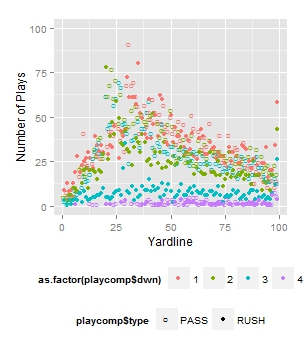 100
75
50
25
0
Number of Plays
0 25 50 75 100
Yardline
as.factor(playcomp$dwn) 1 2 3 4
playcomp$type PASS RUSH